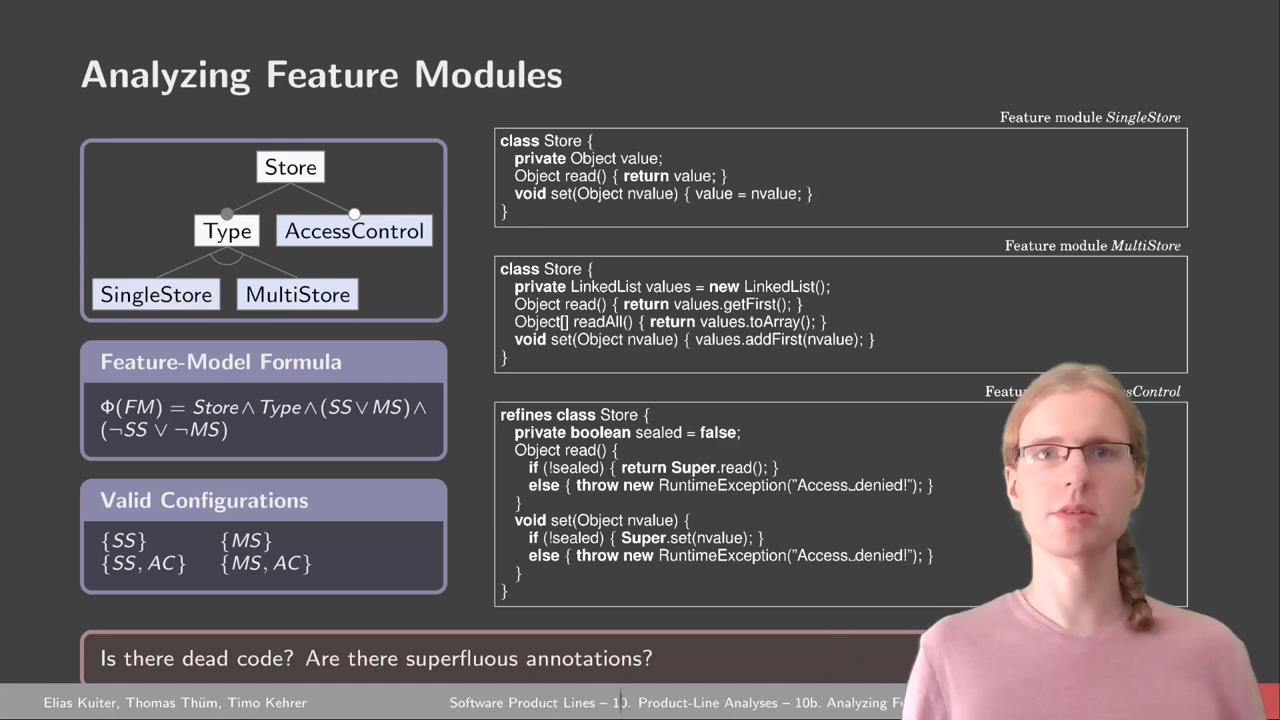 Analyzing Feature Modules
Store
Type
AccessControl
SingleStore
MultiStore
Feature-Model Formula
Φ(FM) = Store ∧ Type ∧ (SS ∨ MS) ∧
(¬SS ∨ ¬MS)
Valid Configurations
{SS} {MS}
{SS, AC} {MS, AC}
Feature module SingleStore
class Store {
private Object value;
Object read() { return value; }
void set(Object nvalue) { value = nvalue; }
}
Feature module MultiStore
class Store {
private LinkedList values = new LinkedList();
Object read() { return values.getFirst(); }
Object[] readAll() { return values.toArray(); }
void set(Object nvalue) { values.addFirst(nvalue); }
}
refines class Store {
private boolean sealed = false;
Object read() {
if (!sealed) { return Super.read(); }
else { throw new RuntimeException("Access␣denied!"); }
}
void set(Object nvalue) {
if (!sealed) { Super.set(nvalue); }
else { throw new RuntimeException("Access␣denied!"); }
}
}
Is there dead code? Are there superfluous annotations?
Elias Kuiter, Thomas Thüm, Timo Kehrer
Software Product Lines – 10. Product-Line Analyses – 10b. Analyzing